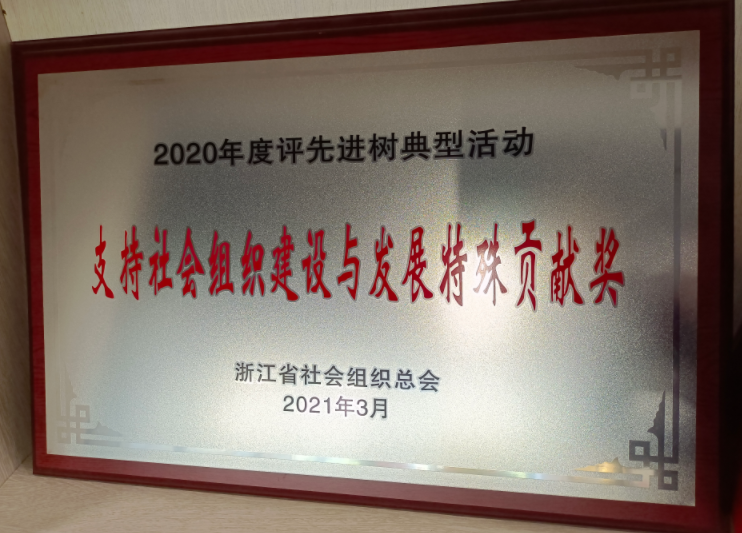 2020年度评先进树典型活动
支持社会组织建设与发展特殊贡献奖
浙江省社会组织总会
2021年3月